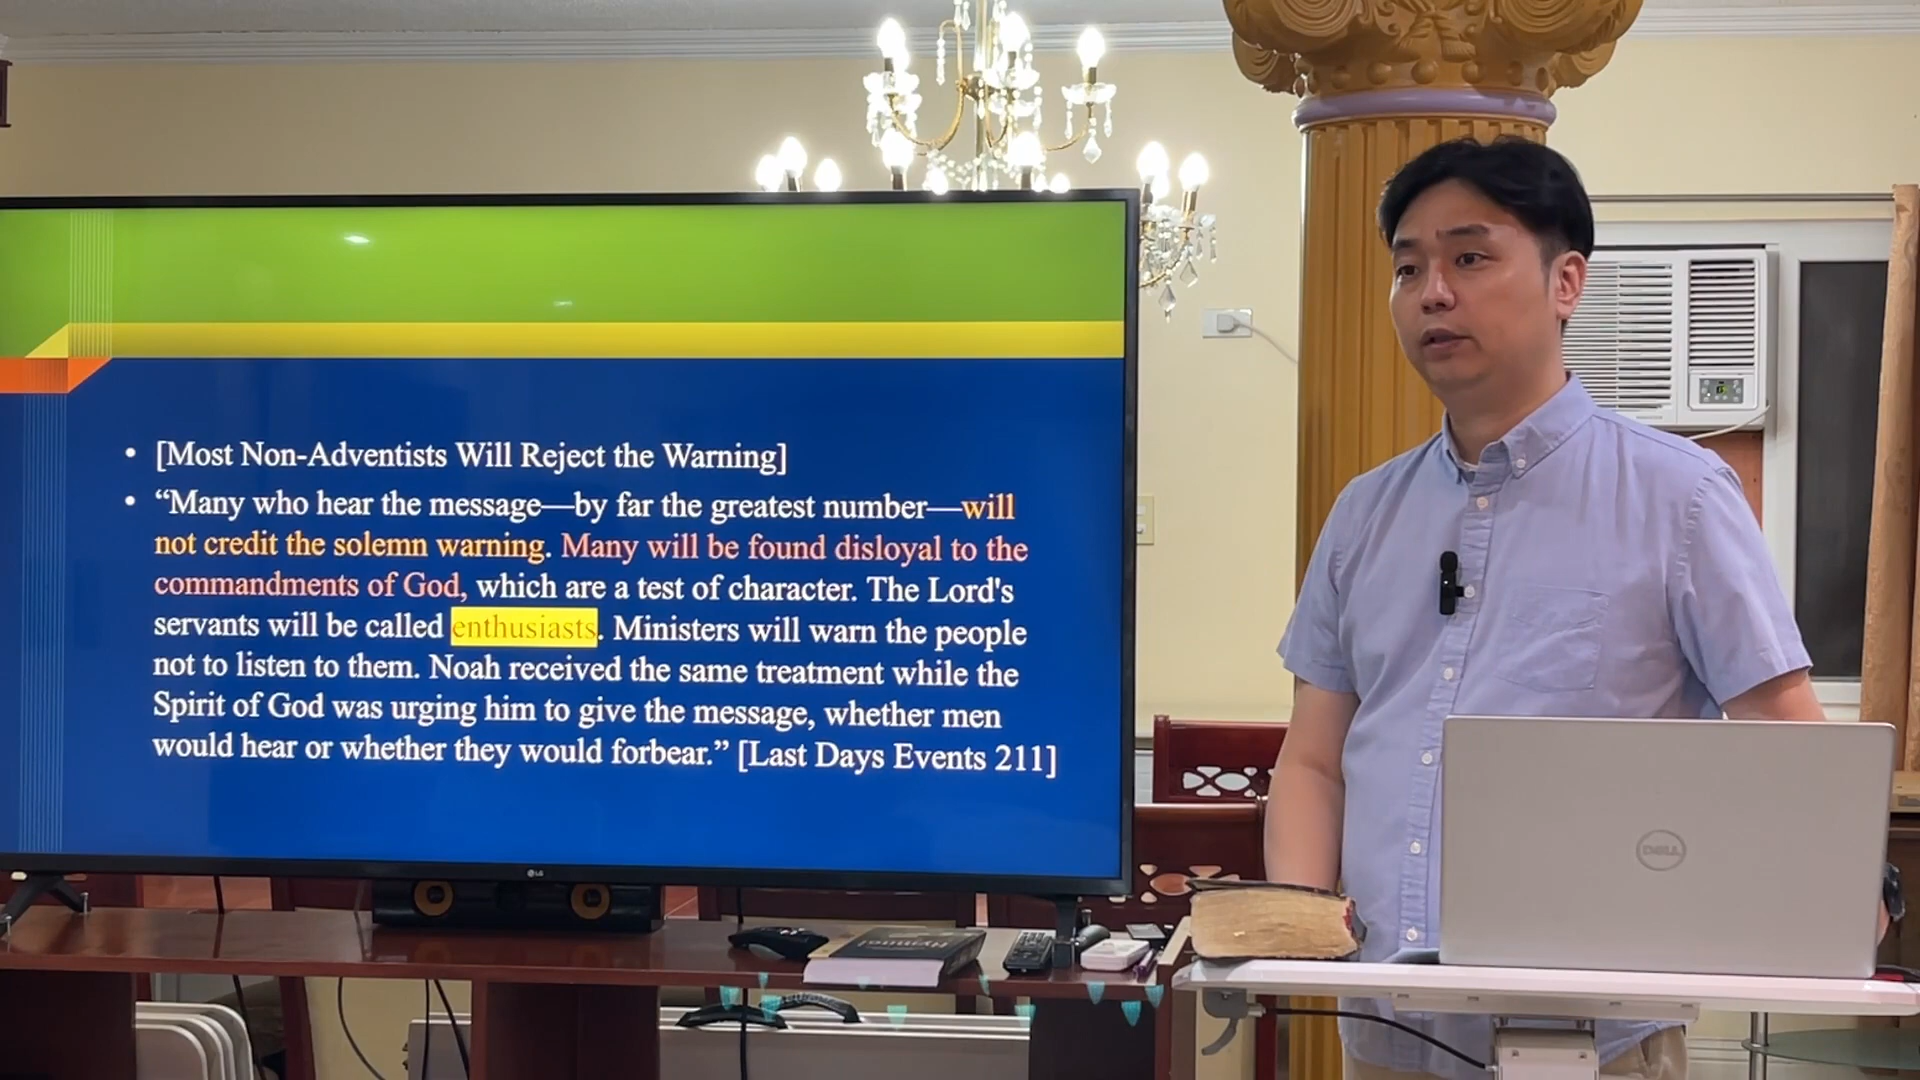 • [Most Non-Adventists Will Reject the Warning]
• “Many who hear the message—by far the greatest number—will
not credit the solemn warning. Many will be found disloyal to the
commandments of God, which are a test of character. The Lord's
servants will be called enthusiasts. Ministers will warn the people
not to listen to them. Noah received the same treatment while the
Spirit of God was urging him to give the message, whether men
would hear or whether they would forbear.” [Last Days Events 211]
LG
DELL
Hymnal